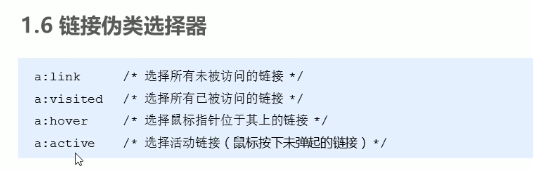 1.6 链接伪类选择器
a:link /* 选择所有未被访问的链接 */
a:visited /* 选择所有已被访问的链接 */
a:hover /* 选择鼠标指针位于其上的链接 */
a:active /* 选择活动链接（鼠标按下未弹起的链接）*/